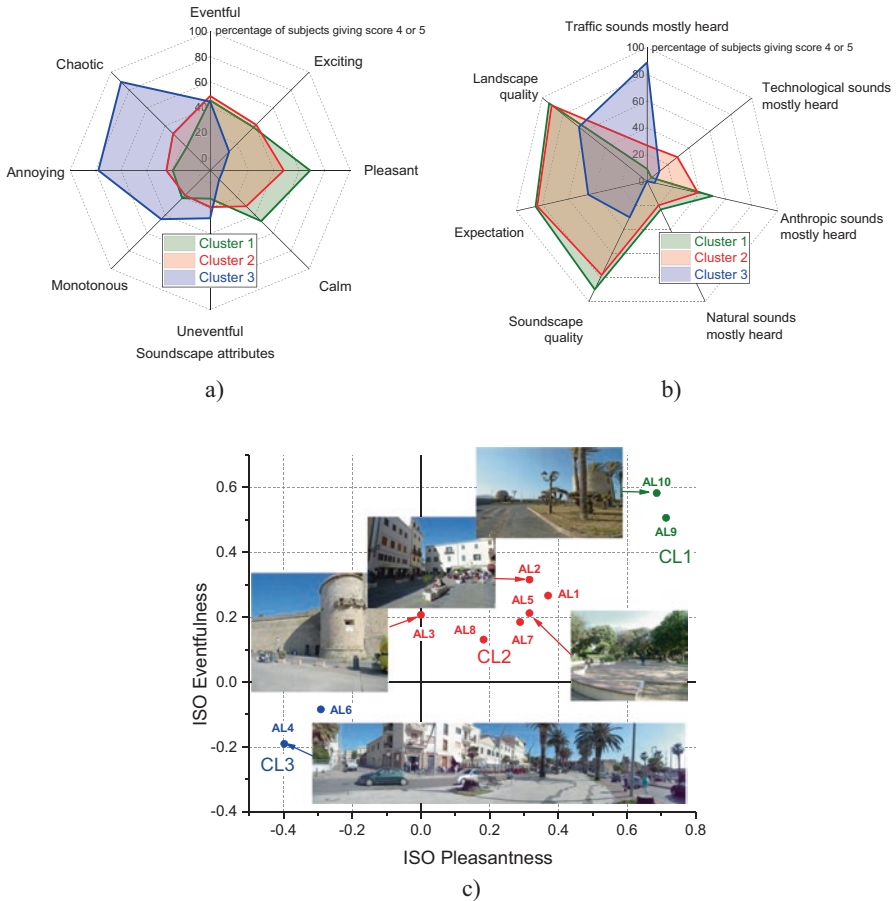 Eventful
100
percentage of subjects giving score 4 or 5
80
60
40
20
0
Chaotic
Exciting
Annoying
Pleasant
Monotonous
Calm
Uneventful
Cluster 1
Cluster 2
Cluster 3
Soundscape attributes
a)
Traffic sounds mostly heard
100
percentage of subjects giving score 4 or 5
80
60
40
20
0
Landscape
quality
Technological sounds
mostly heard
Expectation
Anthropic sounds
mostly heard
Cluster 1
Cluster 2
Cluster 3
Soundscape
quality
Natural sounds
mostly heard
b)
ISO Eventfulness
0.6
0.4
0.2
0.0
-0.2
-0.4
AL10
AL9
CL1
AL2
AL1
AL5
AL3
AL8
AL7
CL2
AL6
AL4
CL3
-0.4
-0.2
0.0
0.2
0.4
0.6
0.8
ISO Pleasantness
c)